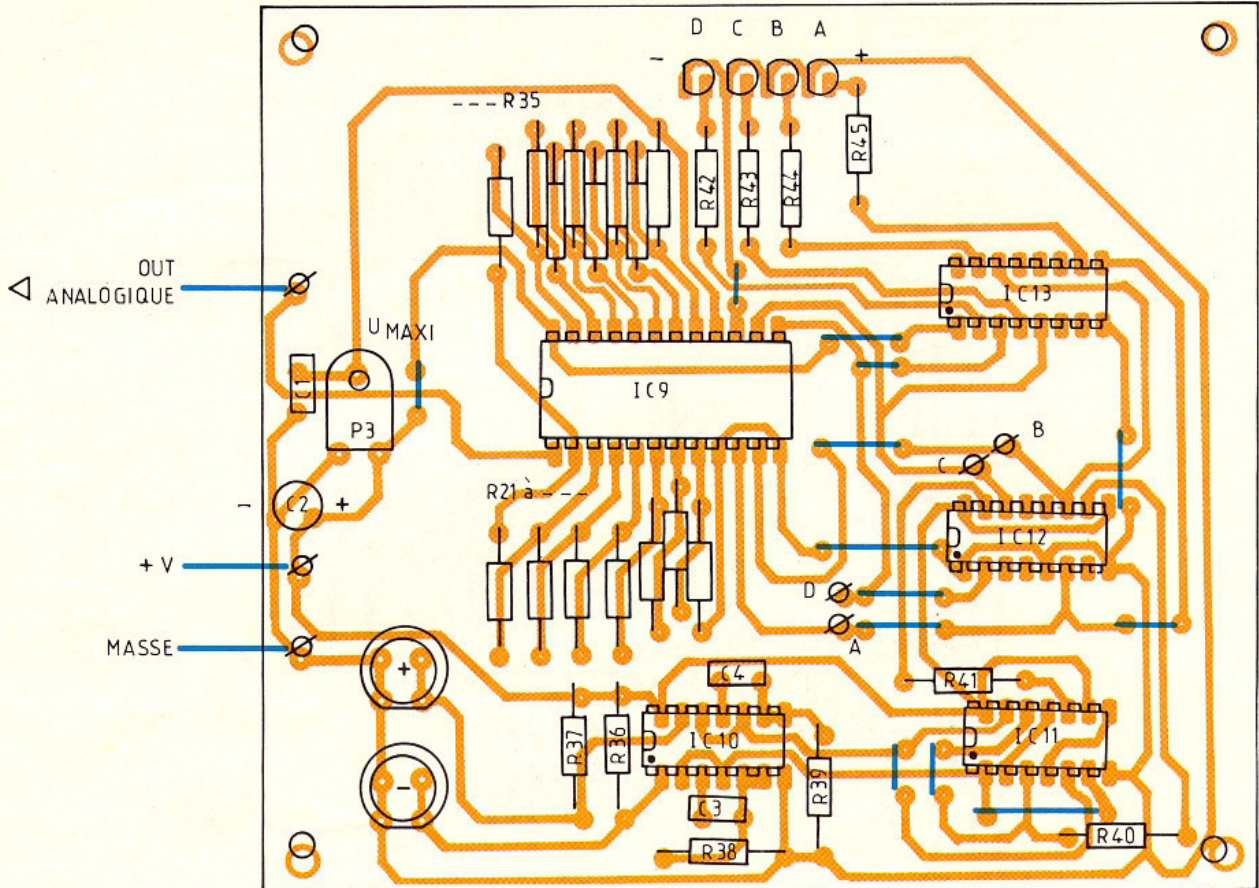 D C B A
- +
---R35
R42
R43
R44
R45
OUT
ANALOGIQUE
IC13
UMAXI
C1
IC9
P3
B
C
R21 à ---
- C2 +
IC12
+V
D
MASSE
A
+
C4
R41
R37
R36
IC10
IC11
R39
-
C3
R38
R40